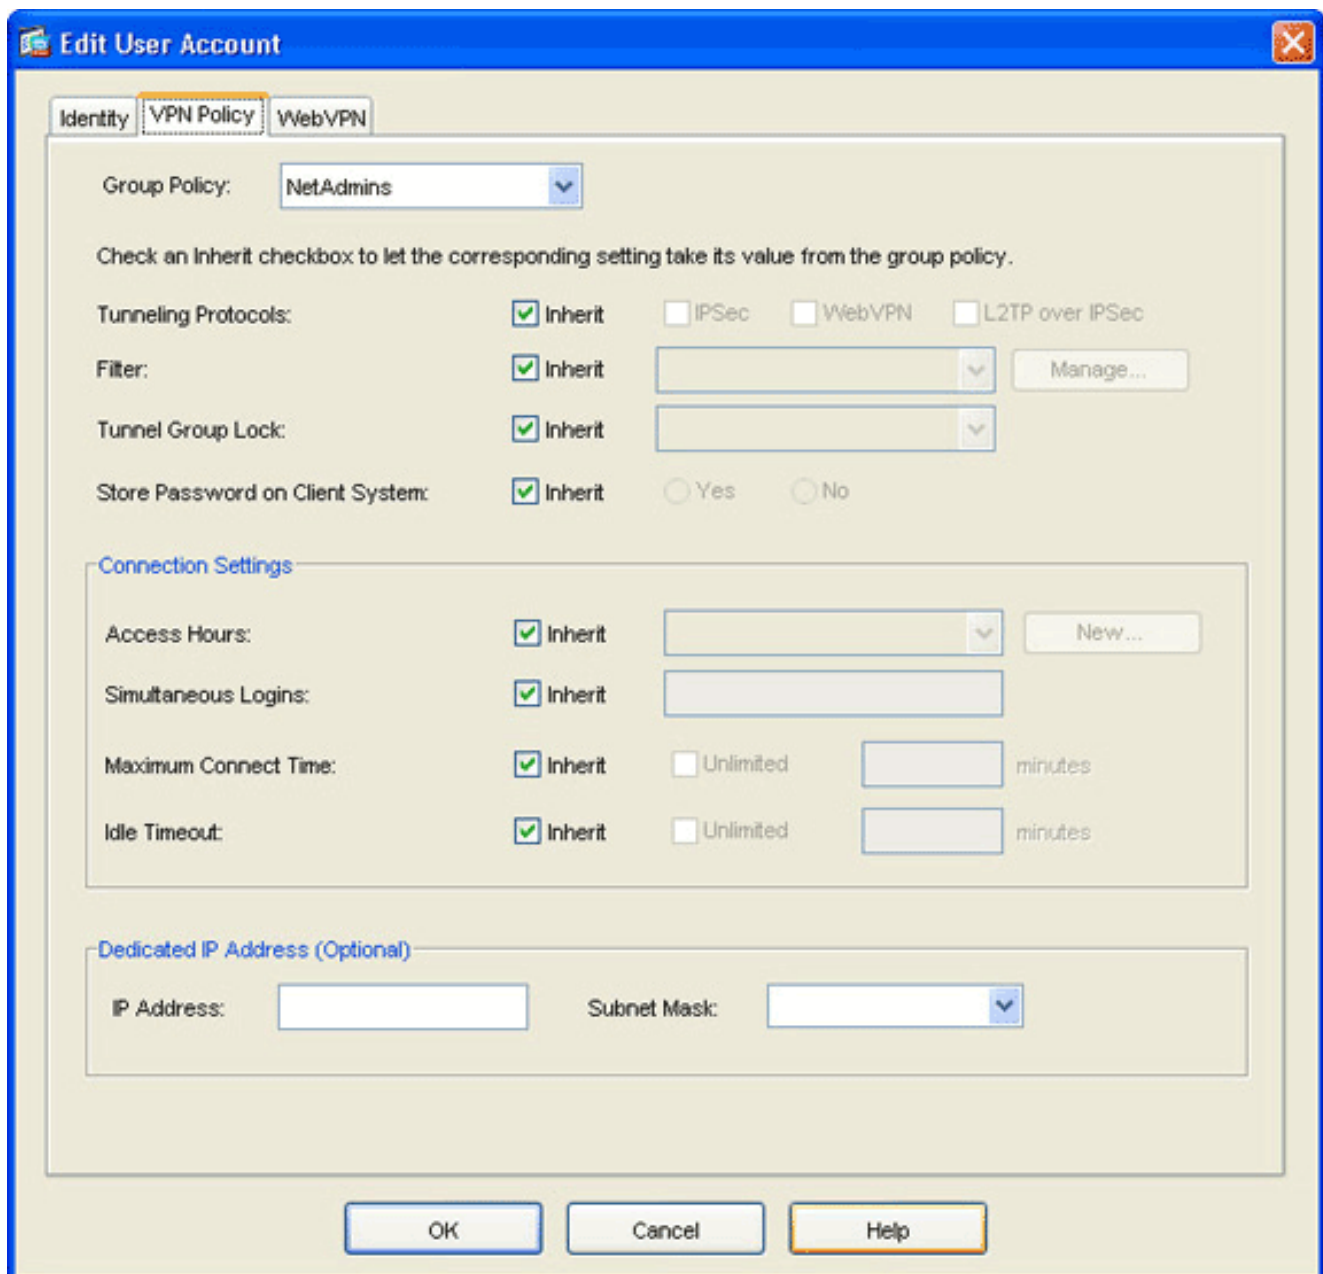 Edit User Account
Identity VPN Policy WebVPN
Group Policy: NetAdmins
Check an Inherit checkbox to let the corresponding setting take its value from the group policy.
Tunneling Protocols: Inherit IPSec WebVPN L2TP over IPSec
Filter: Inherit Manage...
Tunnel Group Lock: Inherit
Store Password on Client System: Inherit Yes No
Connection Settings
Access Hours: Inherit New...
Simultaneous Logins: Inherit
Maximum Connect Time: Inherit Unlimited minutes
Idle Timeout: Inherit Unlimited minutes
Dedicated IP Address (Optional)
IP Address: Subnet Mask:
OK Cancel Help